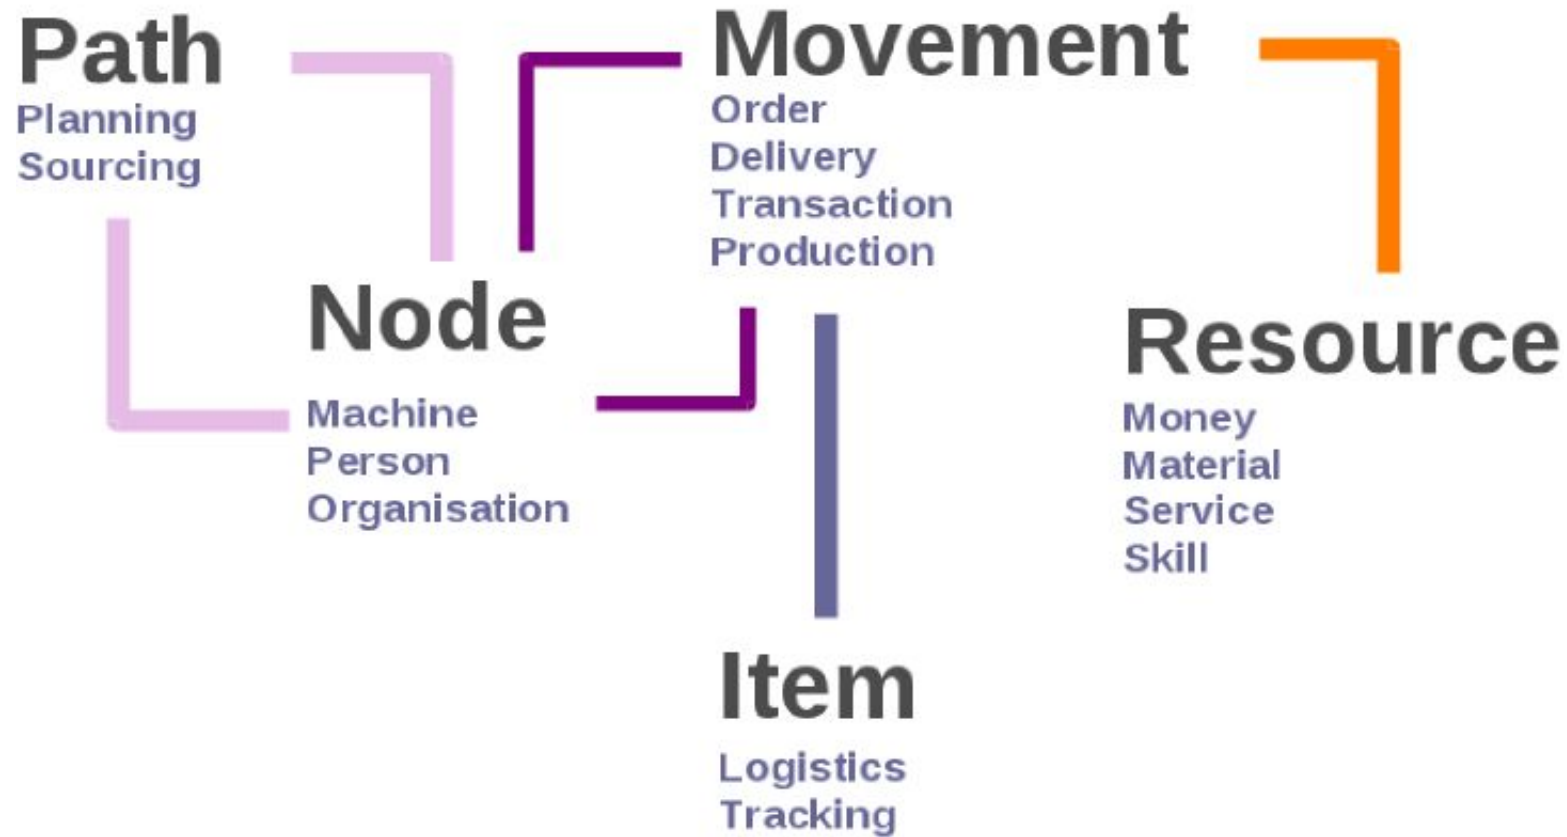 Path
Planning
Sourcing
Movement
Order
Delivery
Transaction
Production
Node
Machine
Person
Organisation
Resource
Money
Material
Service
Skill
Item
Logistics
Tracking